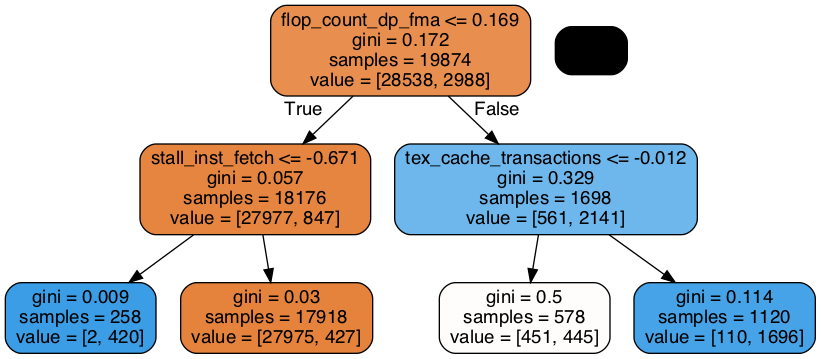 flop_count_dp_fma <= 0.169
gini = 0.172
samples = 19874
value = [28538, 2988]
True
False
stall_inst_fetch <= -0.671
gini = 0.057
samples = 18176
value = [27977, 847]
tex_cache_transactions <= -0.012
gini = 0.329
samples = 1698
value = [561, 2141]
gini = 0.009
samples = 258
value = [2, 420]
gini = 0.03
samples = 17918
value = [27975, 427]
gini = 0.5
samples = 578
value = [451, 445]
gini = 0.114
samples = 1120
value = [110, 1696]